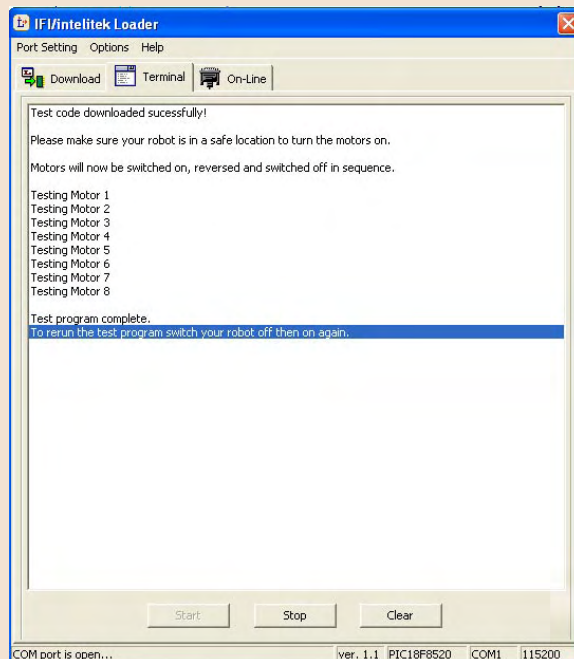 IFI/intelitek Loader
Port Setting Options Help
Download Terminal On-Line
Test code downloaded sucessfully!
Please make sure your robot is in a safe location to turn the motors on.
Motors will now be switched on, reversed and switched off in sequence.
Testing Motor 1
Testing Motor 2
Testing Motor 3
Testing Motor 4
Testing Motor 5
Testing Motor 6
Testing Motor 7
Testing Motor 8
Test program complete.
To rerun the test program switch your robot off then on again.
Start Stop Clear
COM port is open... ver. 1.1 PIC18F8520 COM1 115200